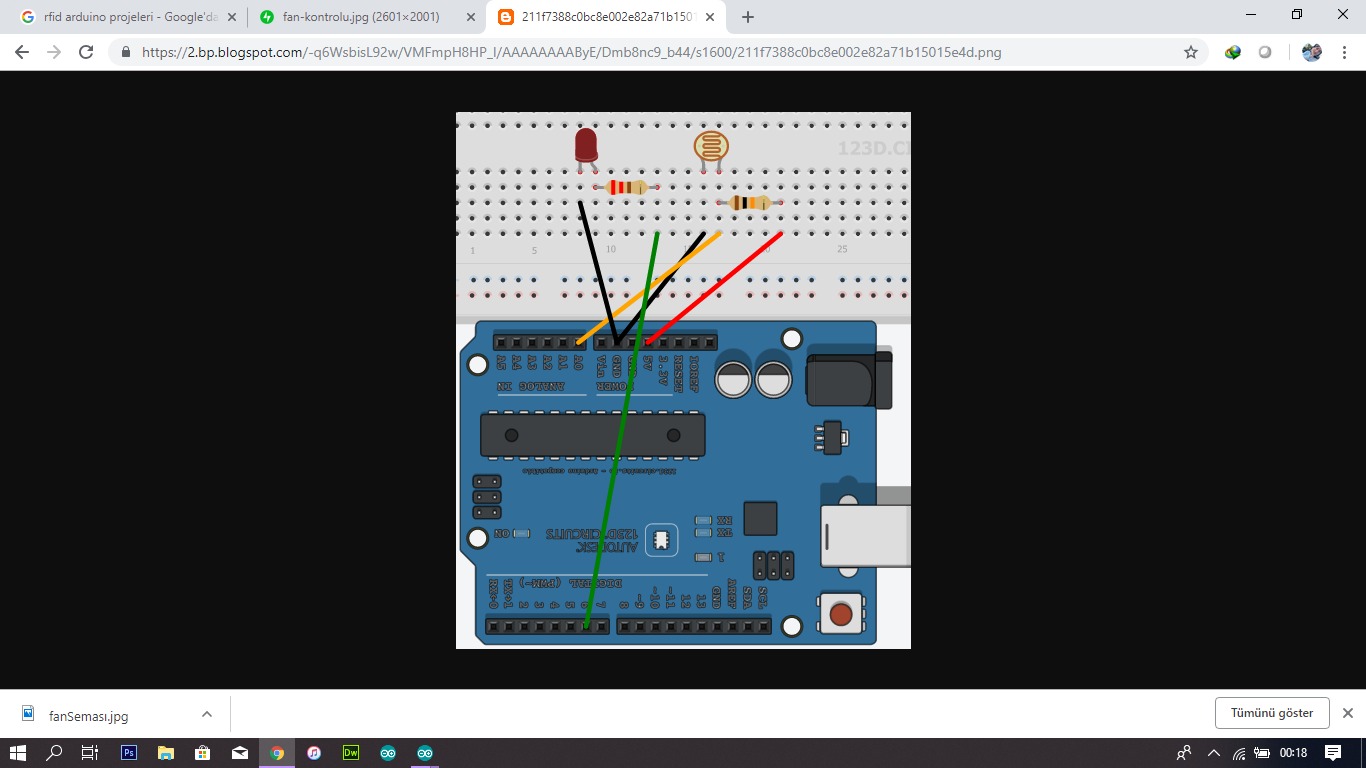 rfid arduino projeleri - Google'da
fan-kontrolu.jpg (2601×2001)
211f7388c0bc8e002e82a71b1501
https://2.bp.blogspot.com/-q6WsbisL92w/VMFmpH8HP_I/AAAAAAAAByE/Dmb8nc9_b44/s1600/211f7388c0bc8e002e82a71b15015e4d.png
123D.CI
1 5 10 25
A5 A4 A3 A2 A1 A0 Vin GND 5V 3.3V RESET IOREF
ANALOG IN POWER
RX
TX
ON
AUTODESK
123D CIRCUITS
L
DIGITAL (PWM~)
RX→0 TX→1 2 3 4 5 6 7 8 ~9 ~10 ~11 12 13 GND AREF SDA SCL
fanSeması.jpg
Tümünü göster
Ps
Dw
00:18